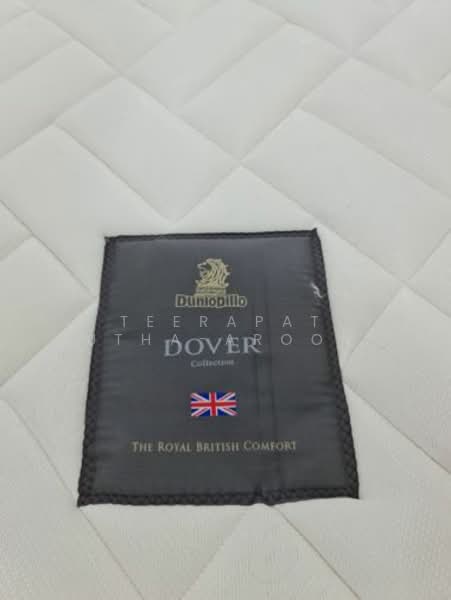 Dunlopillo
TEERAPAT
DOVER
Collection
THE ROYAL BRITISH COMFORT